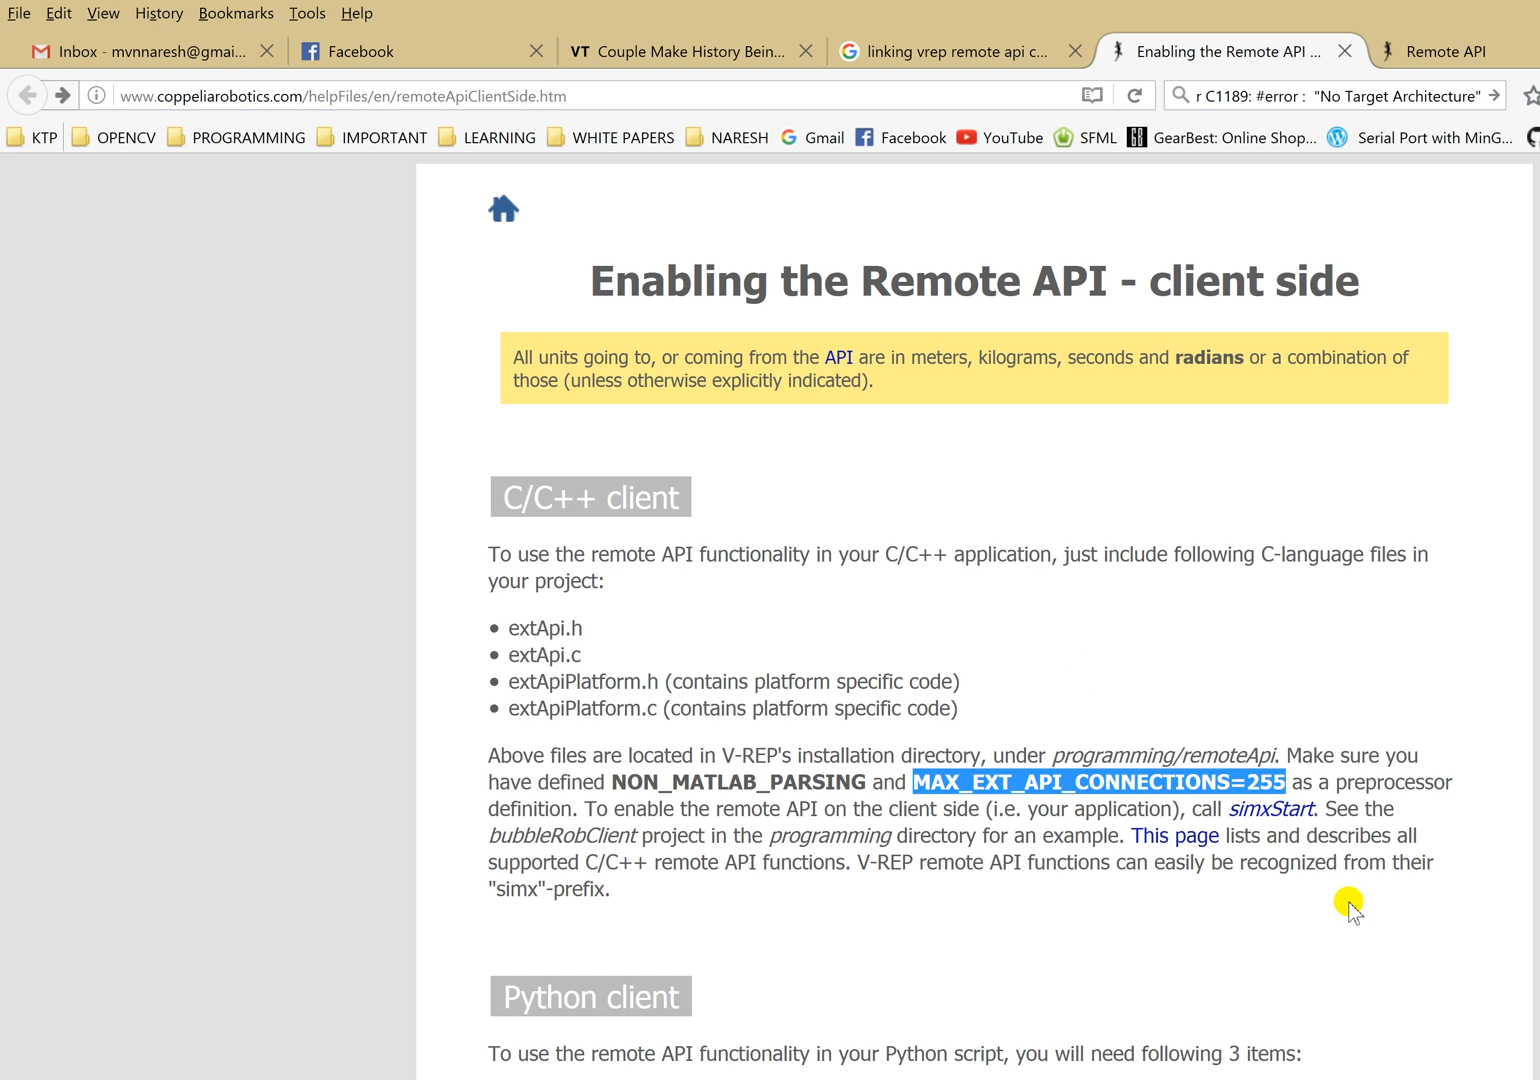 File Edit View History Bookmarks Tools Help
Inbox - mvnnaresh@gmai... Facebook VT Couple Make History Bein... linking vrep remote api c... Enabling the Remote API ... Remote API
www.coppeliarobotics.com/helpFiles/en/remoteApiClientSide.htm r C1189: #error : "No Target Architecture"
KTP OPENCV PROGRAMMING IMPORTANT LEARNING WHITE PAPERS NARESH Gmail Facebook YouTube SFML GearBest: Online Shop... Serial Port with MinG...
Enabling the Remote API - client side
All units going to, or coming from the API are in meters, kilograms, seconds and radians or a combination of
those (unless otherwise explicitly indicated).
C/C++ client
To use the remote API functionality in your C/C++ application, just include following C-language files in
your project:
• extApi.h
• extApi.c
• extApiPlatform.h (contains platform specific code)
• extApiPlatform.c (contains platform specific code)
Above files are located in V-REP's installation directory, under programming/remoteApi. Make sure you
have defined NON_MATLAB_PARSING and MAX_EXT_API_CONNECTIONS=255 as a preprocessor
definition. To enable the remote API on the client side (i.e. your application), call simxStart. See the
bubbleRobClient project in the programming directory for an example. This page lists and describes all
supported C/C++ remote API functions. V-REP remote API functions can easily be recognized from their
"simx"-prefix.
Python client
To use the remote API functionality in your Python script, you will need following 3 items: